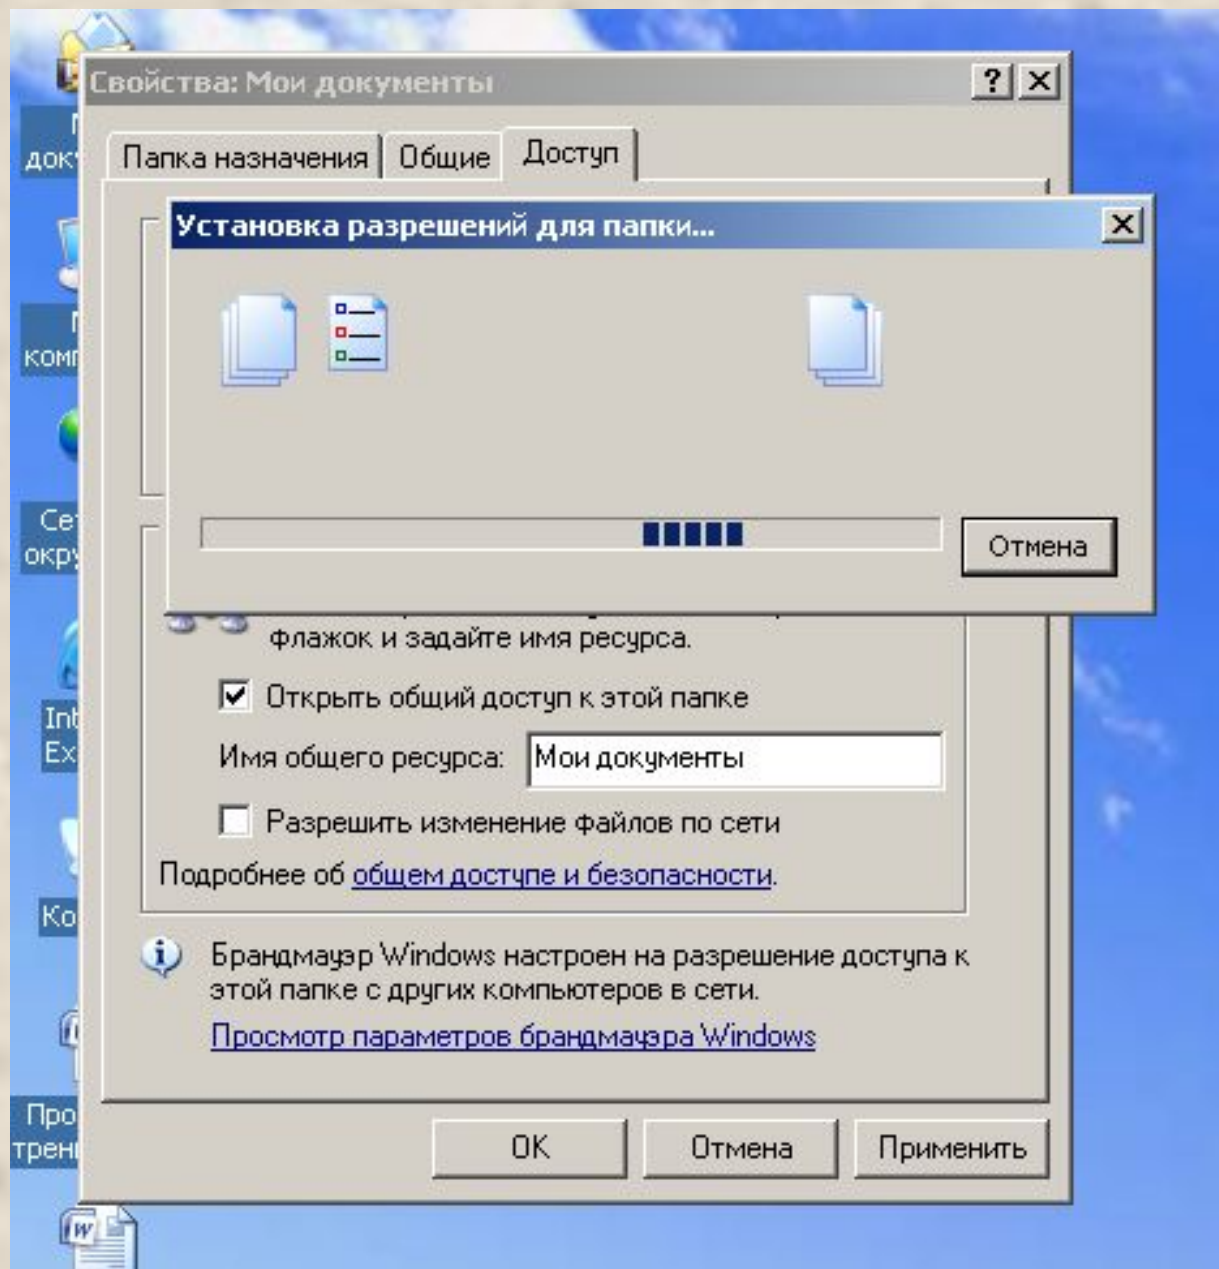 Свойства: Мои документы
Папка назначения Общие Доступ
Установка разрешений для папки...
Отмена
флажок и задайте имя ресурса.
Открыть общий доступ к этой папке
Имя общего ресурса: Мои документы
Разрешить изменение файлов по сети
Подробнее об общем доступе и безопасности.
Брандмауэр Windows настроен на разрешение доступа к
этой папке с других компьютеров в сети.
Просмотр параметров брандмауэра Windows
OK Отмена Применить